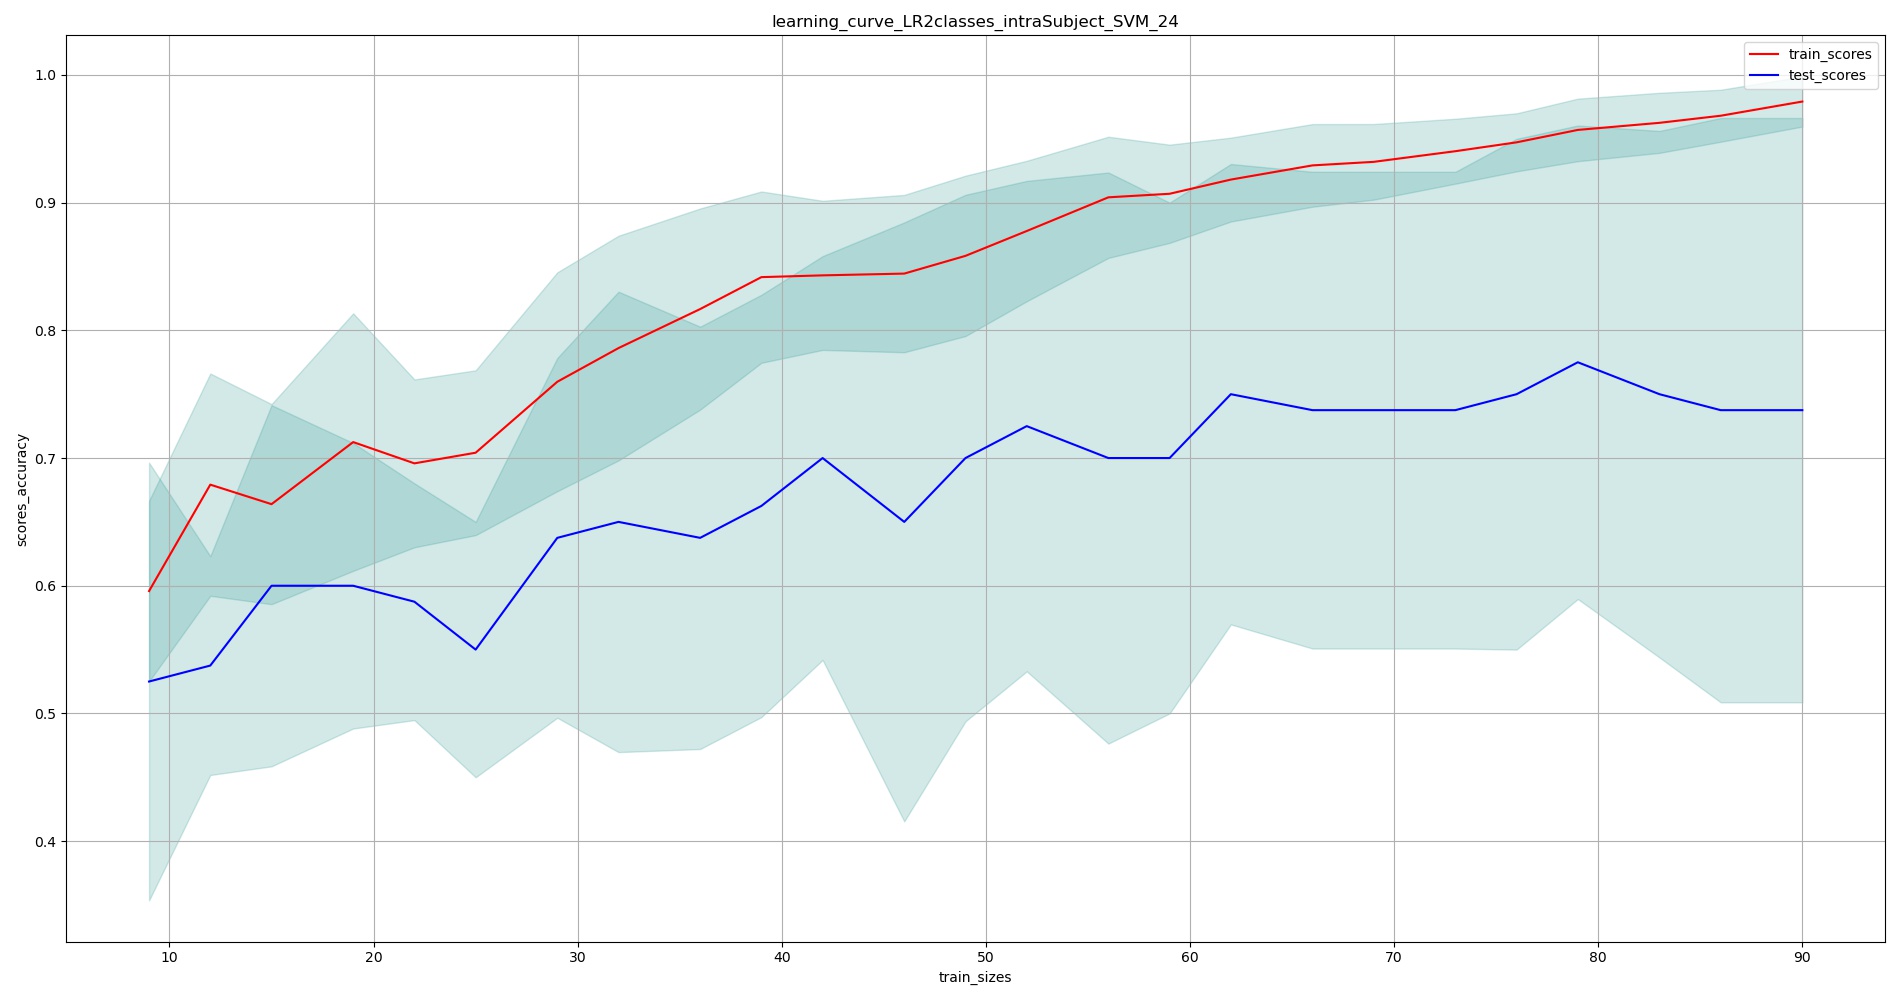 learning_curve_LR2classes_intraSubject_SVM_24
train_scores
test_scores
1.0
0.9
0.8
0.7
0.6
0.5
0.4
scores_accuracy
10 20 30 40 50 60 70 80 90
train_sizes